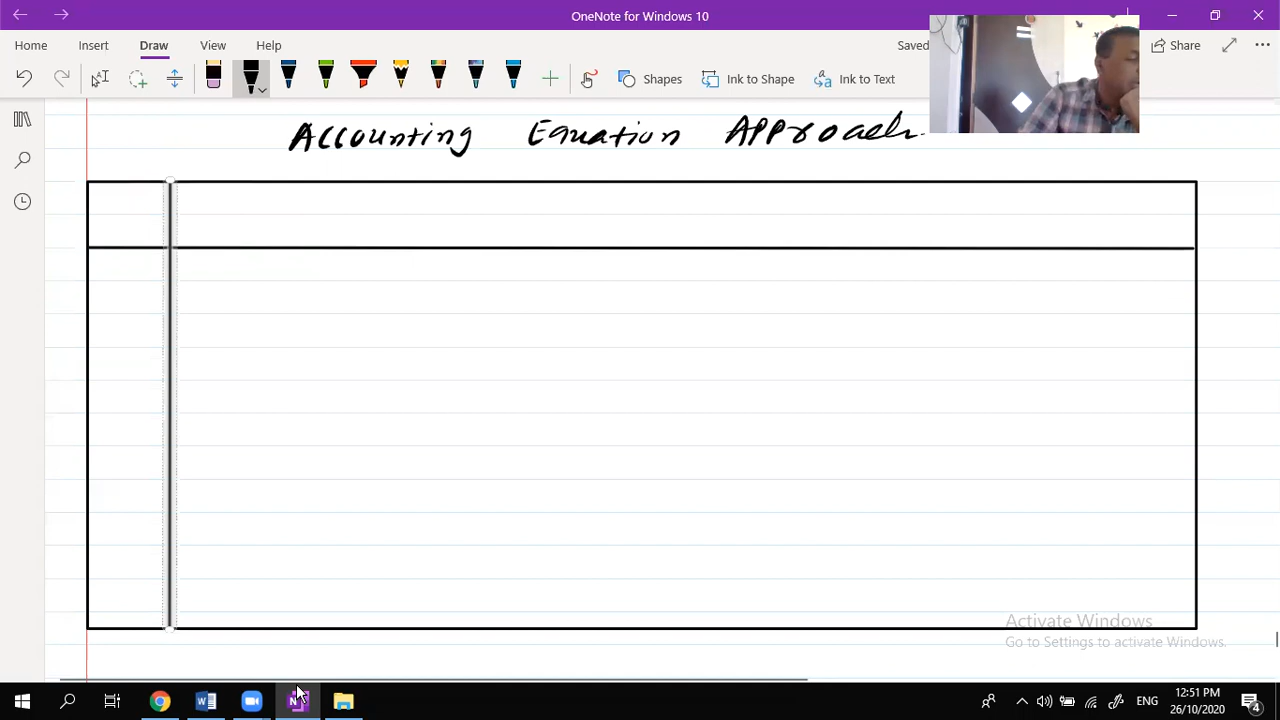 OneNote for Windows 10
Home Insert Draw View Help Saved Share
Shapes Ink to Shape Ink to Text
Accounting Equation Approach.
Activate Windows
Go to Settings to activate Windows.
ENG
12:51 PM
26/10/2020
4